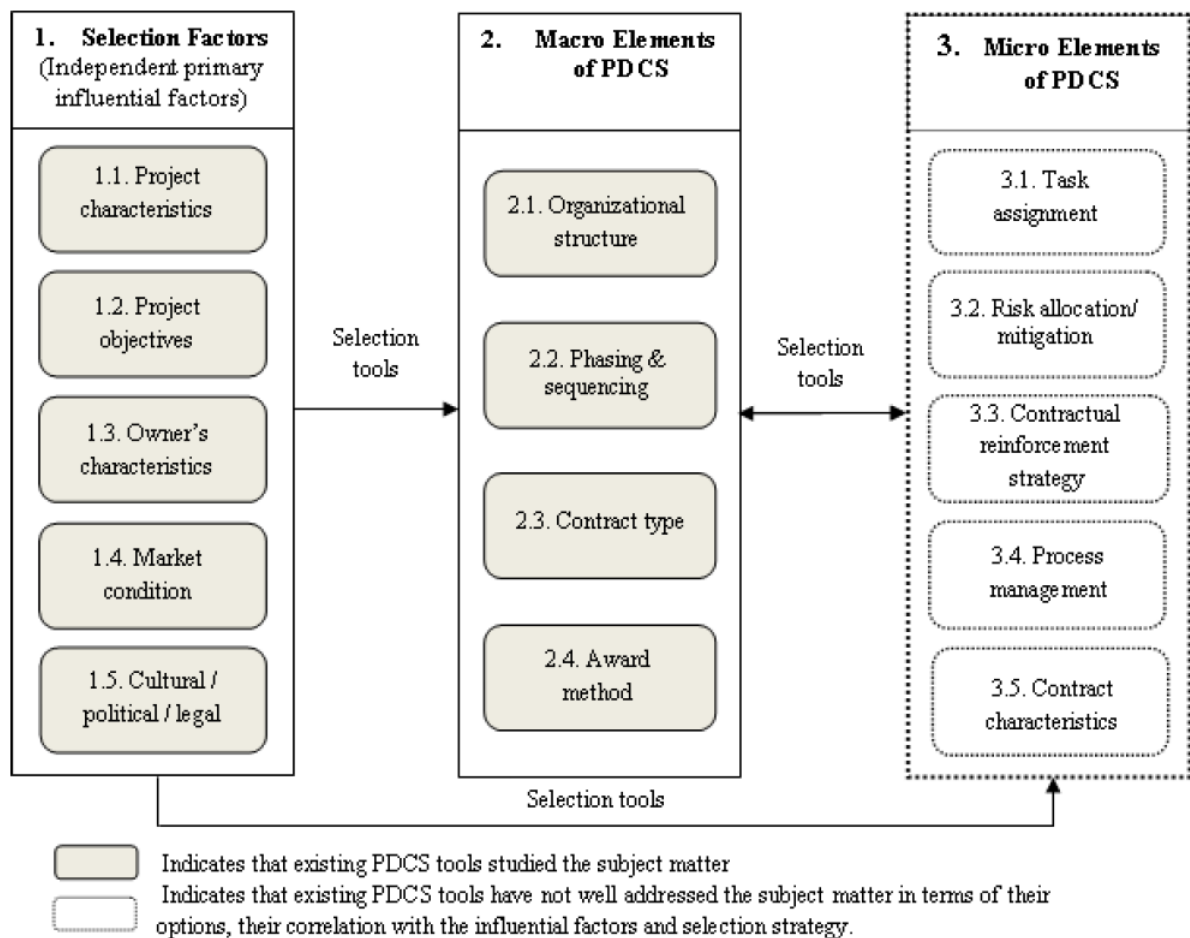 1. Selection Factors
(Independent primary
influential factors)
1.1. Project
characteristics
1.2. Project
objectives
1.3. Owner's
characteristics
1.4. Market
condition
1.5. Cultural /
political / legal
Selection
tools
2. Macro Elements
of PDCS
2.1. Organizational
structure
2.2. Phasing &
sequencing
2.3. Contract type
2.4. Award
method
Selection
tools
3. Micro Elements
of PDCS
3.1. Task
assignment
3.2. Risk allocation/
mitigation
3.3. Contractual
reinforcement
strategy
3.4. Process
management
3.5. Contract
characteristics
Selection tools
Indicates that existing PDCS tools studied the subject matter
Indicates that existing PDCS tools have not well addressed the subject matter in terms of their
options, their correlation with the influential factors and selection strategy.